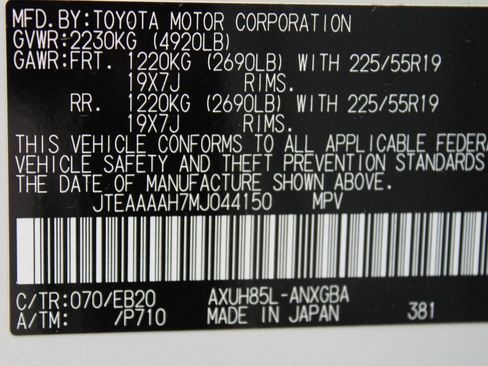 MFD.BY:TOYOTA MOTOR CORPORATION
GVWR:2230KG (4920LB)
GAWR:FRT. 1220KG (2690LB) WITH 225/55R19
19X7J RIMS.
RR. 1220KG (2690LB) WITH 225/55R19
19X7J RIMS.
THIS VEHICLE CONFORMS TO ALL APPLICABLE FEDERA
VEHICLE SAFETY AND THEFT PREVENTION STANDARDS
THE DATE OF MANUFACTURE SHOWN ABOVE.
JTEAAAAH7MJ044150 MPV
C/TR:070/EB20 AXUH85L-ANXGBA
A/TM: /P710 MADE IN JAPAN 381